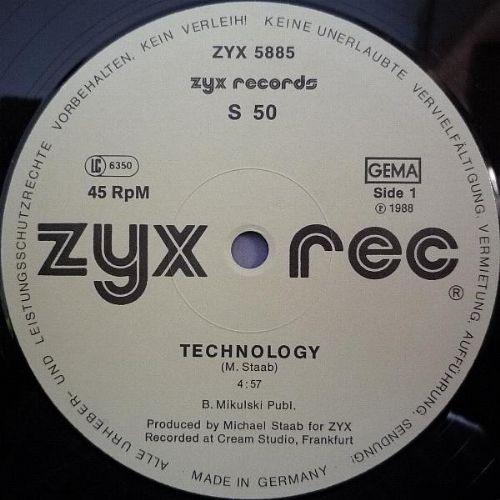 ALLE URHEBER- UND LEISTUNGSSCHUTZRECHTE VORBEHALTEN. KEIN VERLEIH! KEINE UNERLAUBTE VERVIELFÄLTIGUNG, VERMIETUNG, AUFFÜHRUNG, SENDUNG!
ZYX 5885
zyx records
S 50
LC 6350
GEMA
45 RpM
Side 1
℗ 1988
zyx rec
®
TECHNOLOGY
(M. Staab)
4:57
B. Mikulski Publ.
Produced by Michael Staab for ZYX
Recorded at Cream Studio, Frankfurt
MADE IN GERMANY